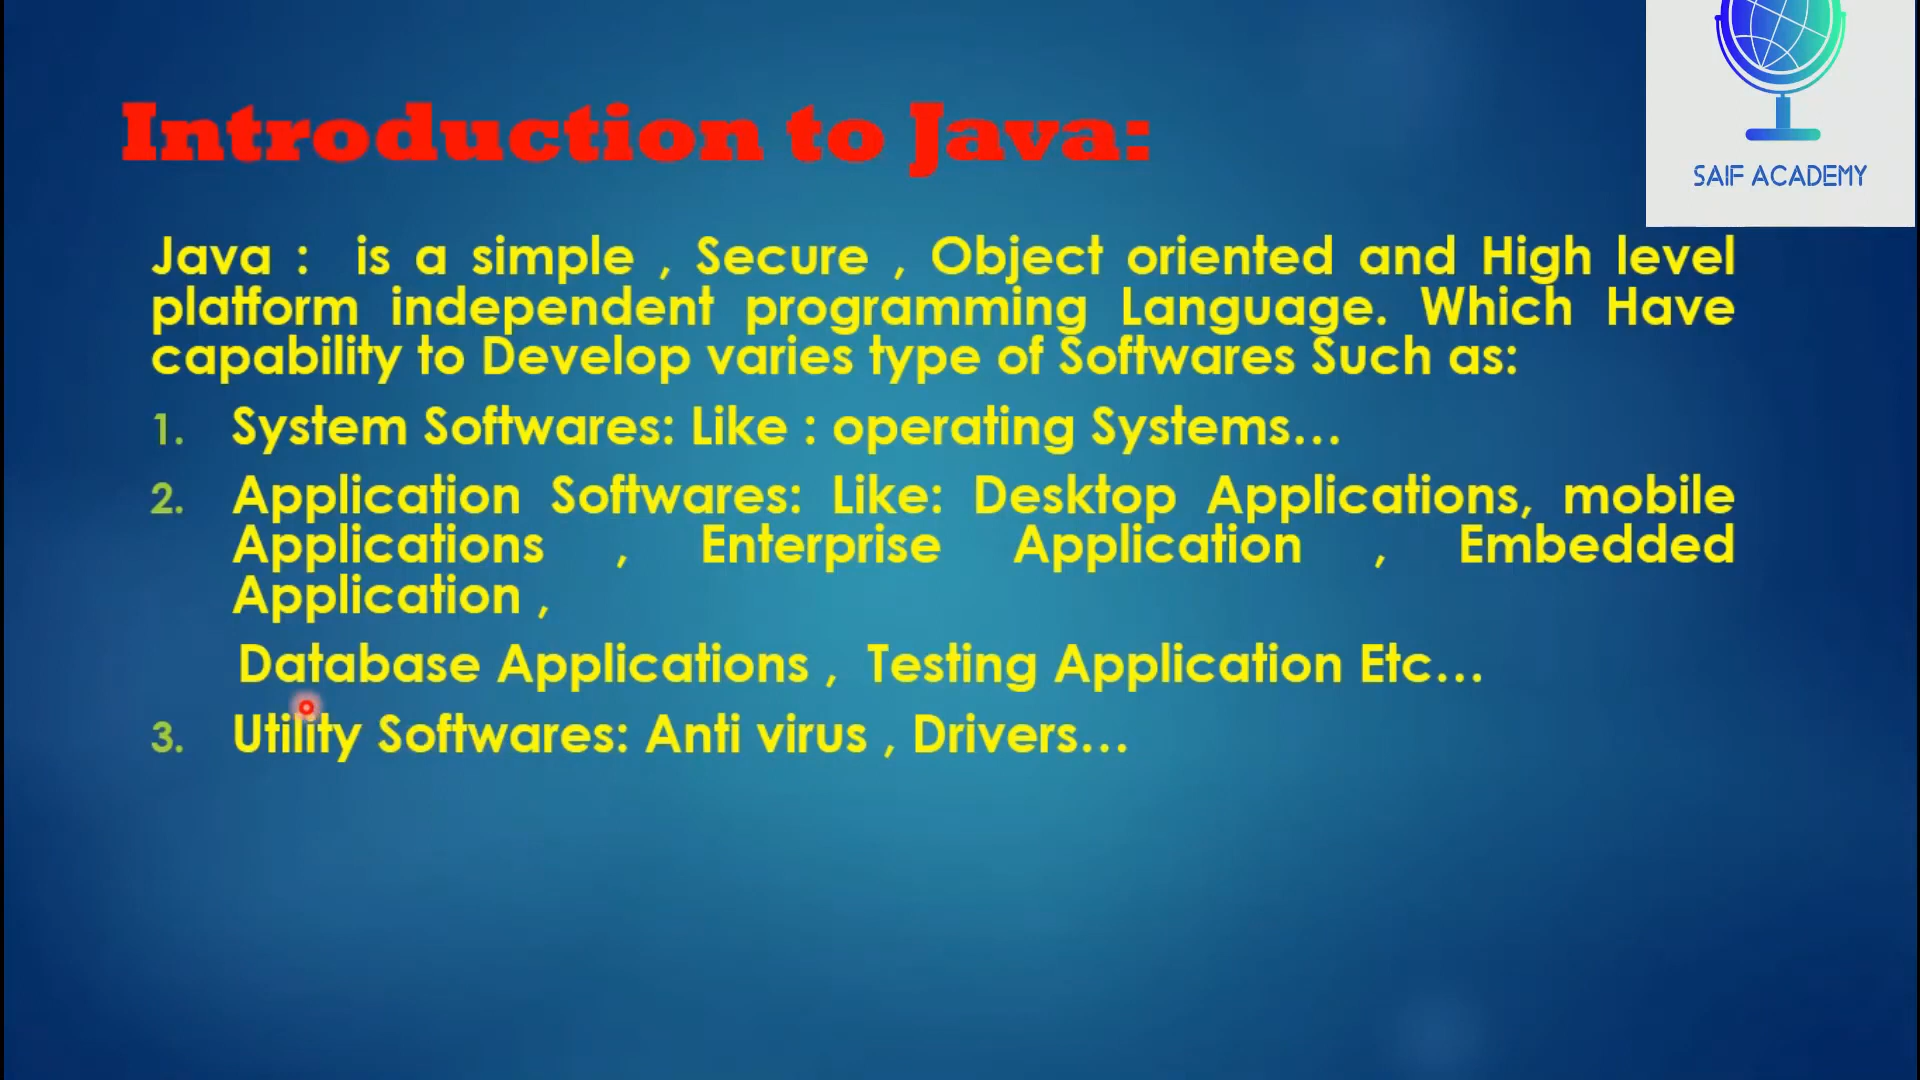 SAIF ACADEMY
Introduction to Java:
Java : is a simple , Secure , Object oriented and High level
platform independent programming Language. Which Have
capability to Develop varies type of Softwares Such as:
1. System Softwares: Like : operating Systems...
2. Application Softwares: Like: Desktop Applications, mobile
Applications , Enterprise Application , Embedded
Application ,
Database Applications , Testing Application Etc...
3. Utility Softwares: Anti virus , Drivers...